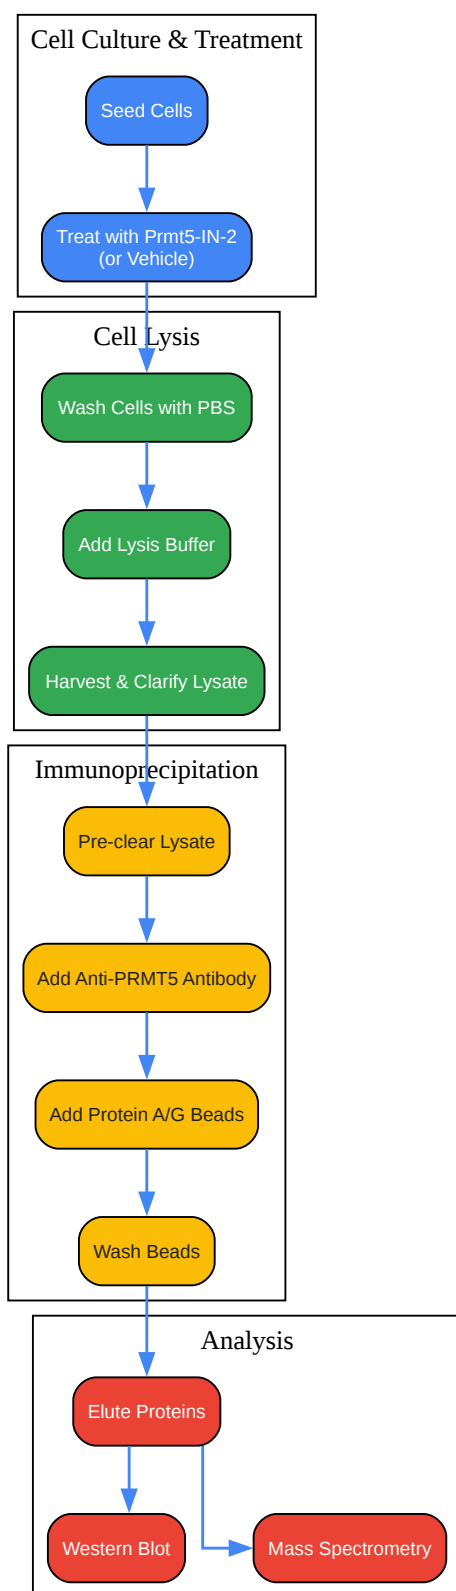 Cell Culture & Treatment
Seed Cells
Treat with Prmt5-IN-2
(or Vehicle)
Cell Lysis
Wash Cells with PBS
Add Lysis Buffer
Harvest & Clarify Lysate
Immunoprecipitation
Pre-clear Lysate
Add Anti-PRMT5 Antibody
Add Protein A/G Beads
Wash Beads
Analysis
Elute Proteins
Western Blot
Mass Spectrometry